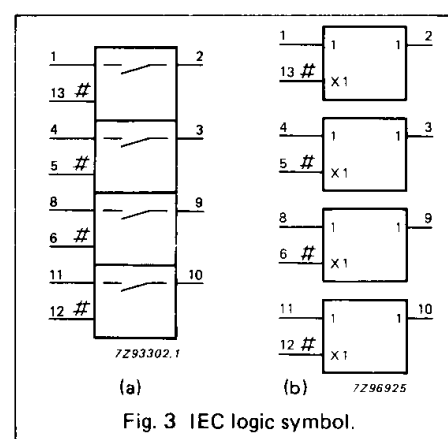 1 2
13 #
4 3
5 #
8 9
6 #
11 10
12 #
7Z93302.1
(a)
1 1 1 2
13 # X1
4 1 1 3
5 # X1
8 1 1 9
6 # X1
11 1 1 10
12 # X1
7Z96925
(b)
Fig. 3 IEC logic symbol.